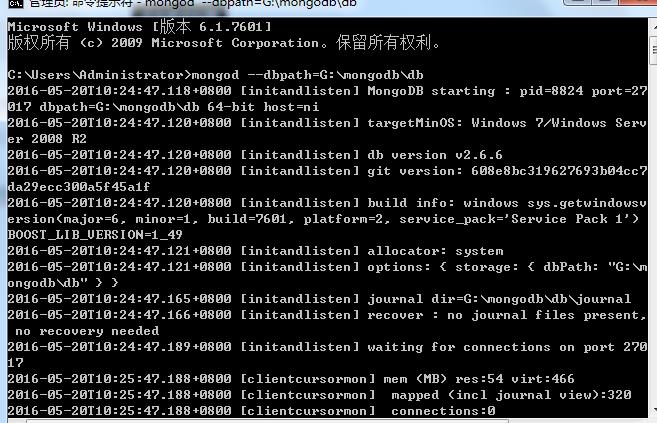 管理员: 命令提示符 - mongod --dbpath=G:\mongodb\db
Microsoft Windows [版本 6.1.7601]
版权所有 (c) 2009 Microsoft Corporation。保留所有权利。
C:\Users\Administrator>mongod --dbpath=G:\mongodb\db
2016-05-20T10:24:47.118+0800 [initandlisten] MongoDB starting : pid=8824 port=27
017 dbpath=G:\mongodb\db 64-bit host=ni
2016-05-20T10:24:47.120+0800 [initandlisten] targetMinOS: Windows 7/Windows Serv
er 2008 R2
2016-05-20T10:24:47.120+0800 [initandlisten] db version v2.6.6
2016-05-20T10:24:47.120+0800 [initandlisten] git version: 608e8bc319627693b04cc7
da29ecc300a5f45a1f
2016-05-20T10:24:47.120+0800 [initandlisten] build info: windows sys.getwindowsv
ersion(major=6, minor=1, build=7601, platform=2, service_pack='Service Pack 1')
BOOST_LIB_VERSION=1_49
2016-05-20T10:24:47.121+0800 [initandlisten] allocator: system
2016-05-20T10:24:47.121+0800 [initandlisten] options: { storage: { dbPath: "G:\m
ongodb\db" } }
2016-05-20T10:24:47.165+0800 [initandlisten] journal dir=G:\mongodb\db\journal
2016-05-20T10:24:47.166+0800 [initandlisten] recover : no journal files present,
 no recovery needed
2016-05-20T10:24:47.189+0800 [initandlisten] waiting for connections on port 270
17
2016-05-20T10:25:47.188+0800 [clientcursormon] mem (MB) res:54 virt:466
2016-05-20T10:25:47.188+0800 [clientcursormon]  mapped (incl journal view):320
2016-05-20T10:25:47.188+0800 [clientcursormon]  connections:0